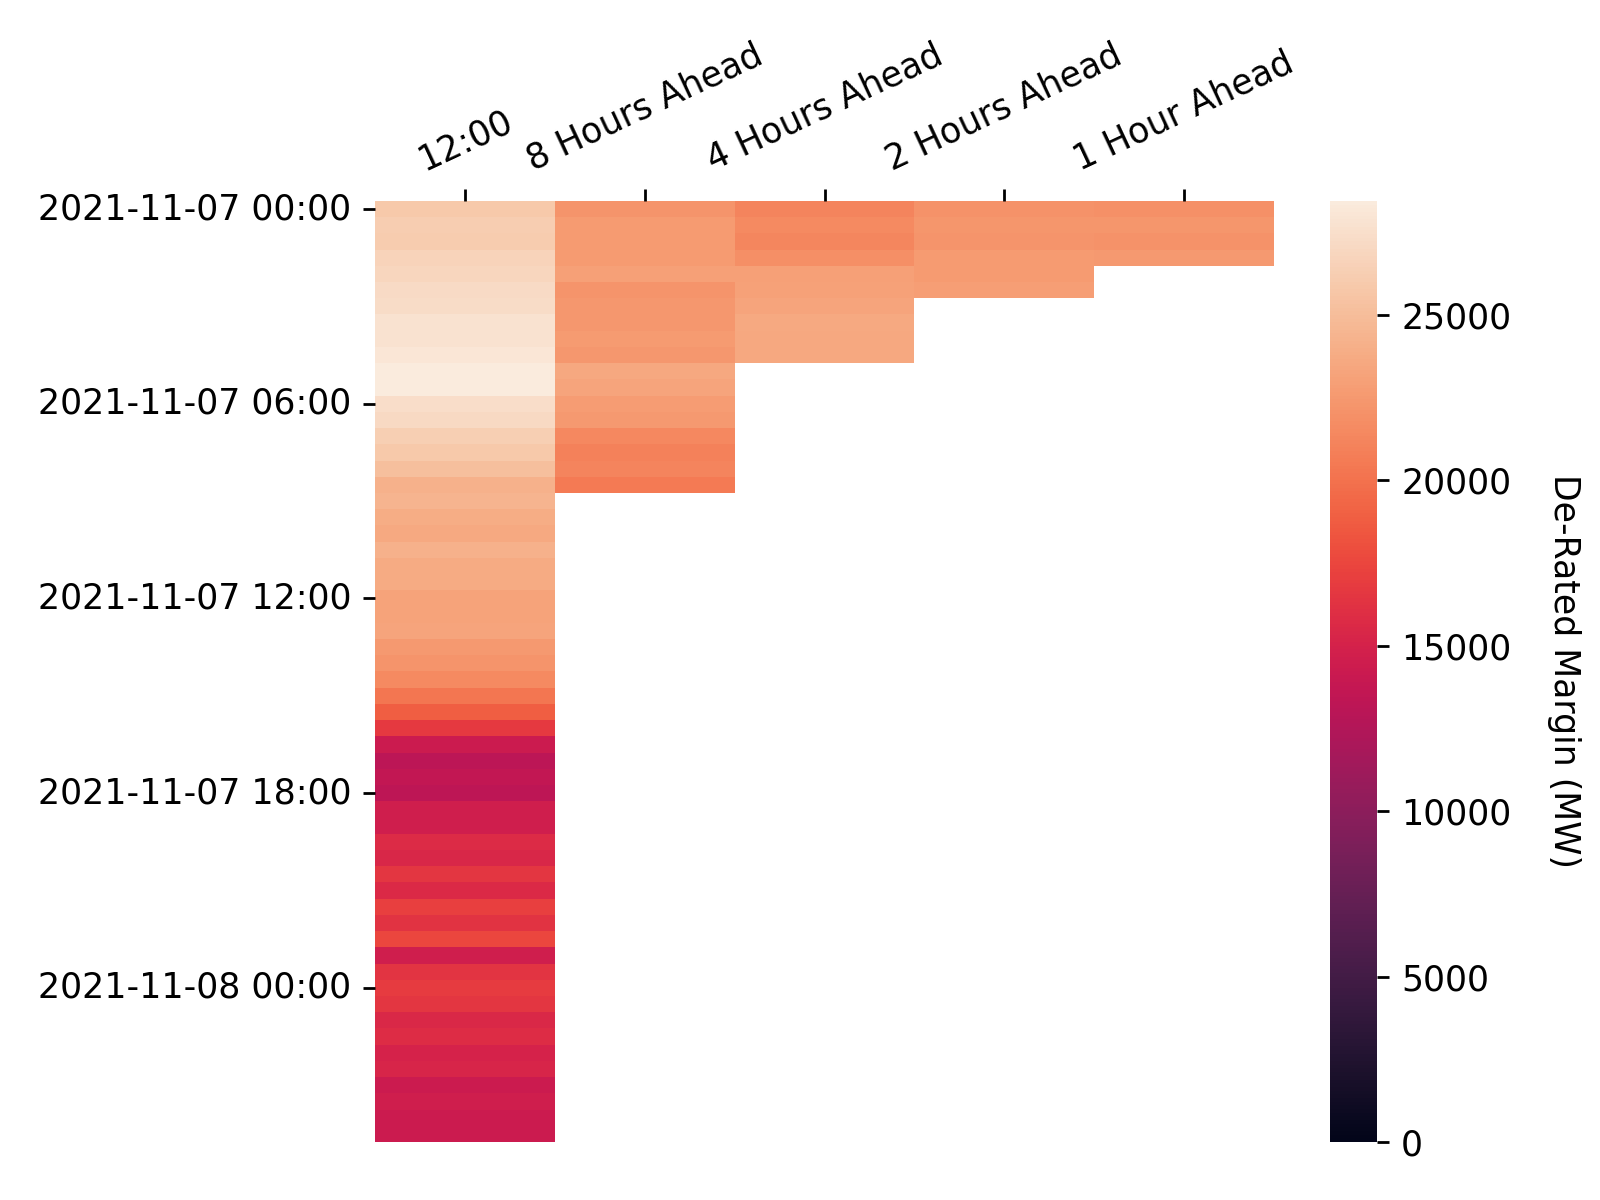 12:00
8 Hours Ahead
4 Hours Ahead
2 Hours Ahead
1 Hour Ahead
2021-11-07 00:00
2021-11-07 06:00
2021-11-07 12:00
2021-11-07 18:00
2021-11-08 00:00
25000
20000
15000
10000
5000
0
De-Rated Margin (MW)